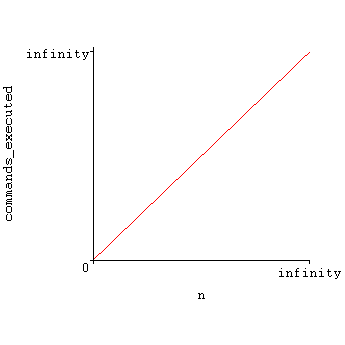 infinity
commands_executed
0
infinity
n